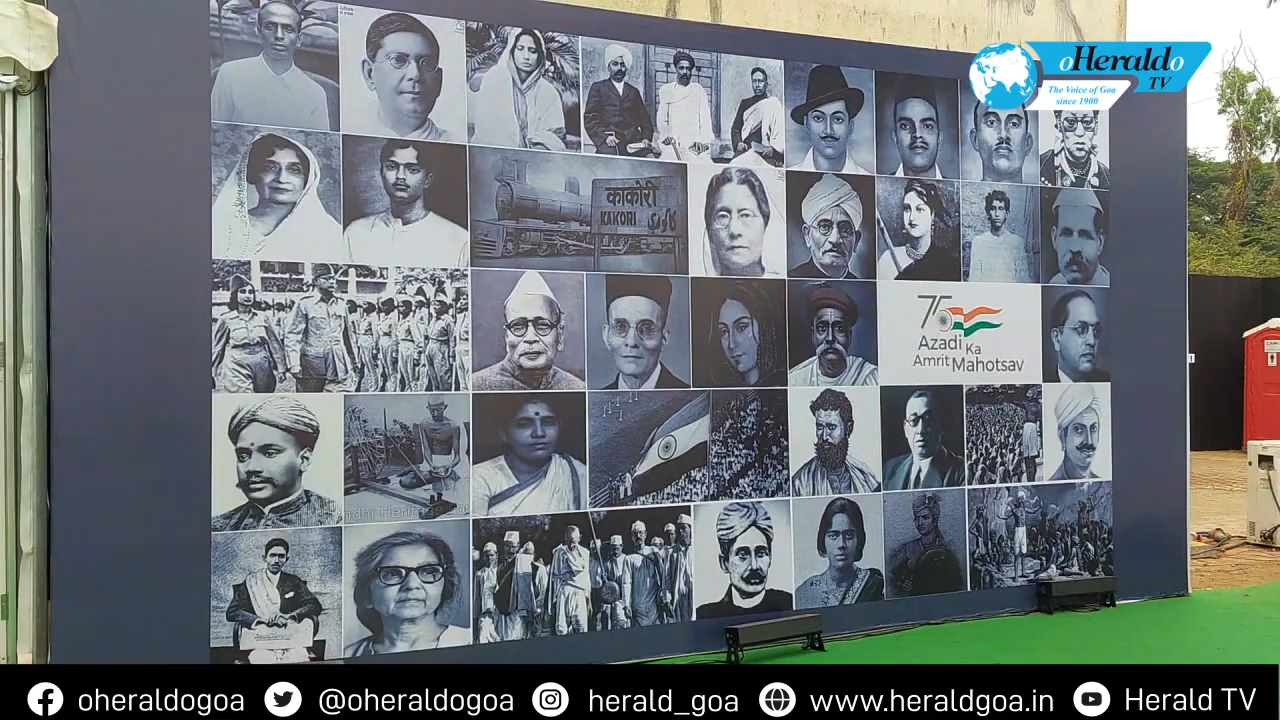 oHeraldo
TV
The Voice of Goa
since 1900
काकोरी
KAKORI
75
Azadi Ka
Amrit Mahotsav
oheraldogoa
@oheraldogoa
herald_goa
www.heraldgoa.in
Herald TV